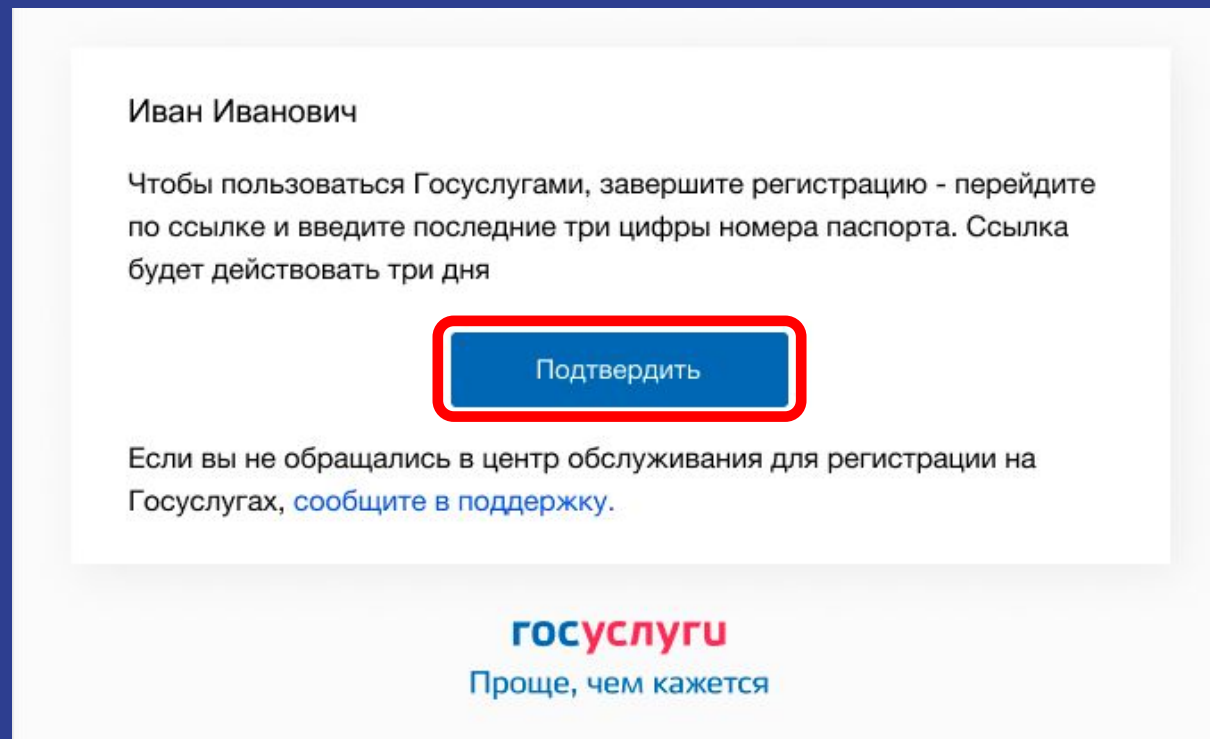 Иван Иванович
Чтобы пользоваться Госуслугами, завершите регистрацию - перейдите
по ссылке и введите последние три цифры номера паспорта. Ссылка
будет действовать три дня
Подтвердить
Если вы не обращались в центр обслуживания для регистрации на
Госуслугах, сообщите в поддержку.
госуслуги
Проще, чем кажется